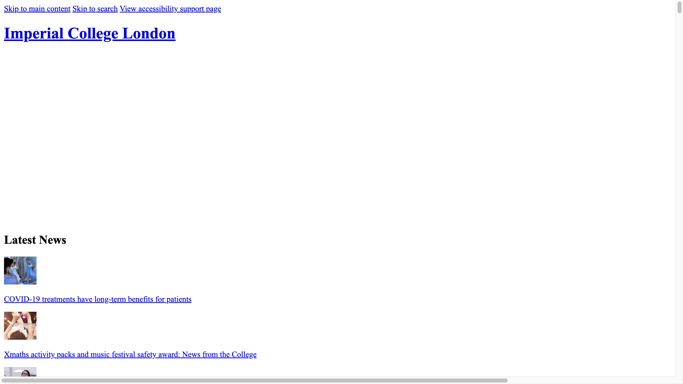 Skip to main content Skip to search View accessibility support page
Imperial College London
Latest News
COVID-19 treatments have long-term benefits for patients
Xmaths activity packs and music festival safety award: News from the College